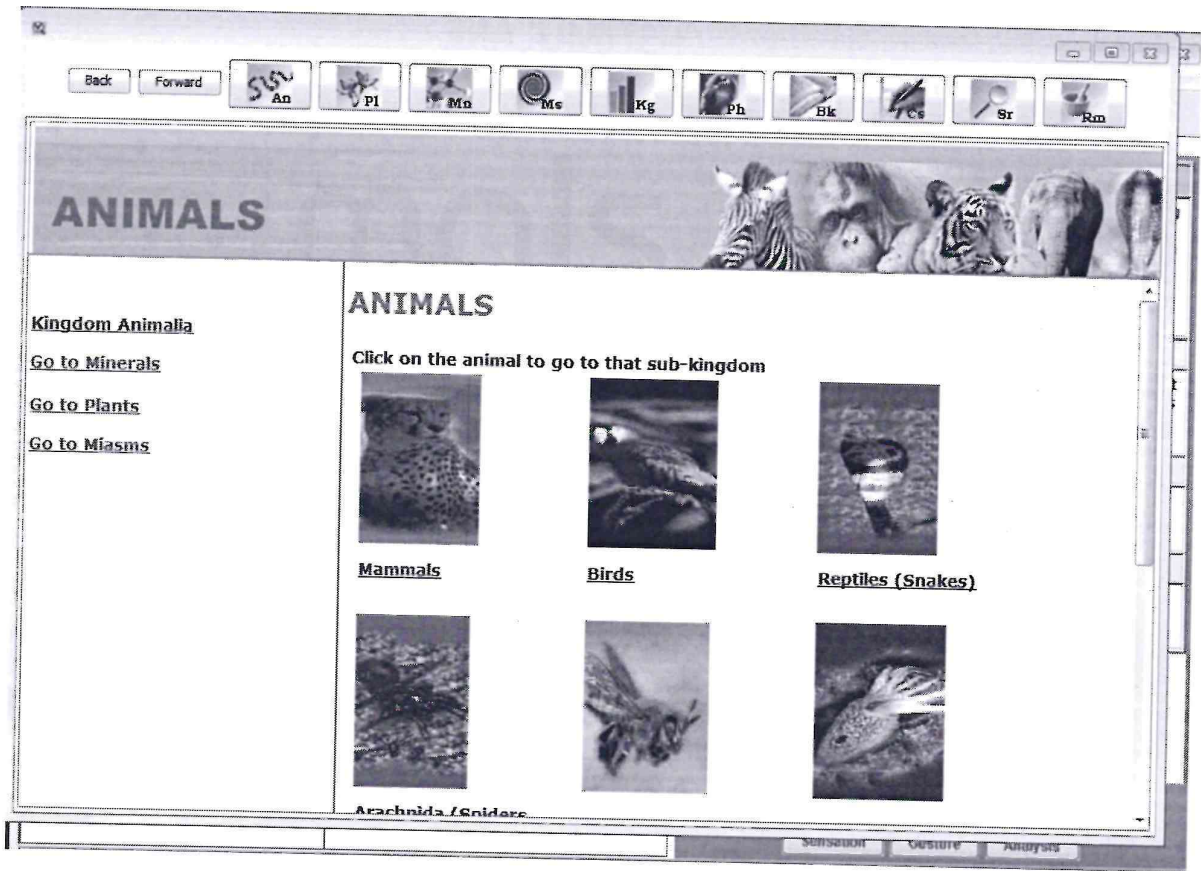 Back
Forward
An
Pl
Mn
Ms
Kg
Ph
Bk
Cs
Sr
Rm
ANIMALS
Kingdom Animalia
Go to Minerals
Go to Plants
Go to Miasms
ANIMALS
Click on the animal to go to that sub-kingdom
Mammals
Birds
Reptiles (Snakes)
Arachnida (Spiders
Sensation
Gesture
Analysis